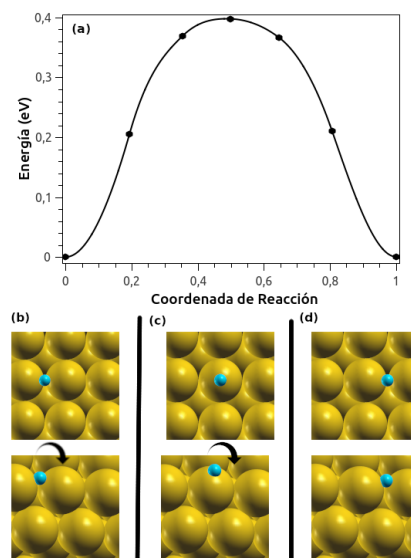 (a)
0,4
0,3
0,2
0,1
0
Energía (eV)
0 0,2 0,4 0,6 0,8 1
Coordenada de Reacción
(b) (c) (d)